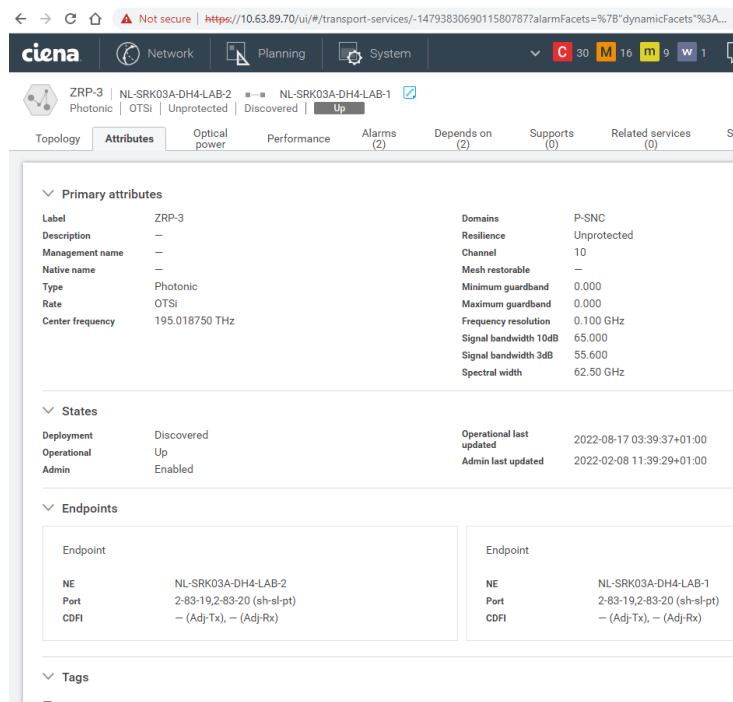 Not secure | https://10.63.89.70/ui/#/transport-services/-1479383069011580787?alarmFacets=%7B"dynamicFacets"%3A...
ciena Network Planning System C 30 M 16 m 9 w 1
ZRP-3 | NL-SRK03A-DH4-LAB-2 NL-SRK03A-DH4-LAB-1
Photonic | OTSi | Unprotected | Discovered | Up
Topology Attributes Optical power Performance Alarms (2) Depends on (2) Supports (0) Related services (0) S
Primary attributes
Label ZRP-3
Description —
Management name —
Native name —
Type Photonic
Rate OTSi
Center frequency 195.018750 THz
Domains P-SNC
Resilience Unprotected
Channel 10
Mesh restorable —
Minimum guardband 0.000
Maximum guardband 0.000
Frequency resolution 0.100 GHz
Signal bandwidth 10dB 65.000
Signal bandwidth 3dB 55.600
Spectral width 62.50 GHz
States
Deployment Discovered
Operational Up
Admin Enabled
Operational last updated 2022-08-17 03:39:37+01:00
Admin last updated 2022-02-08 11:39:29+01:00
Endpoints
Endpoint
NE NL-SRK03A-DH4-LAB-2
Port 2-83-19,2-83-20 (sh-sl-pt)
CDFI — (Adj-Tx), — (Adj-Rx)
Endpoint
NE NL-SRK03A-DH4-LAB-1
Port 2-83-19,2-83-20 (sh-sl-pt)
CDFI — (Adj-Tx), — (Adj-Rx)
Tags